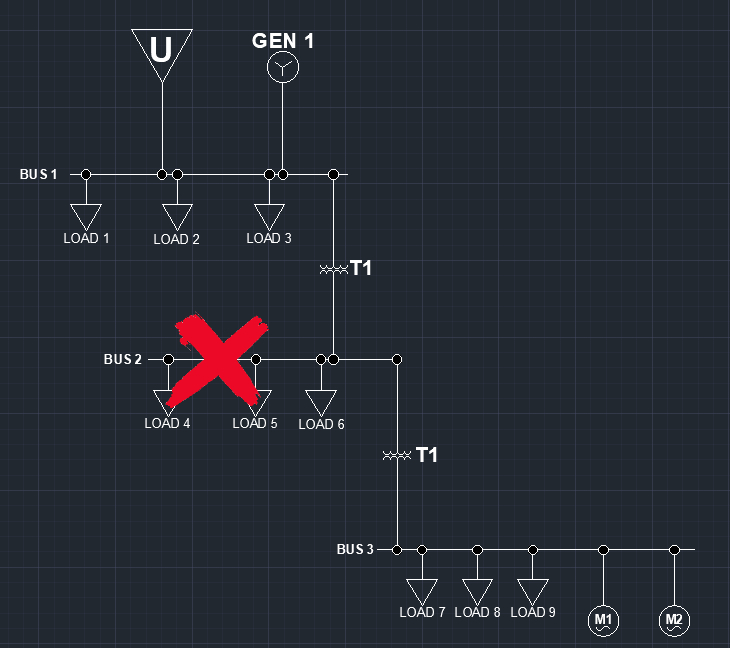 U
GEN 1
BUS 1
LOAD 1
LOAD 2
LOAD 3
T1
BUS 2
LOAD 4
LOAD 5
LOAD 6
T1
BUS 3
LOAD 7
LOAD 8
LOAD 9
M1
M2